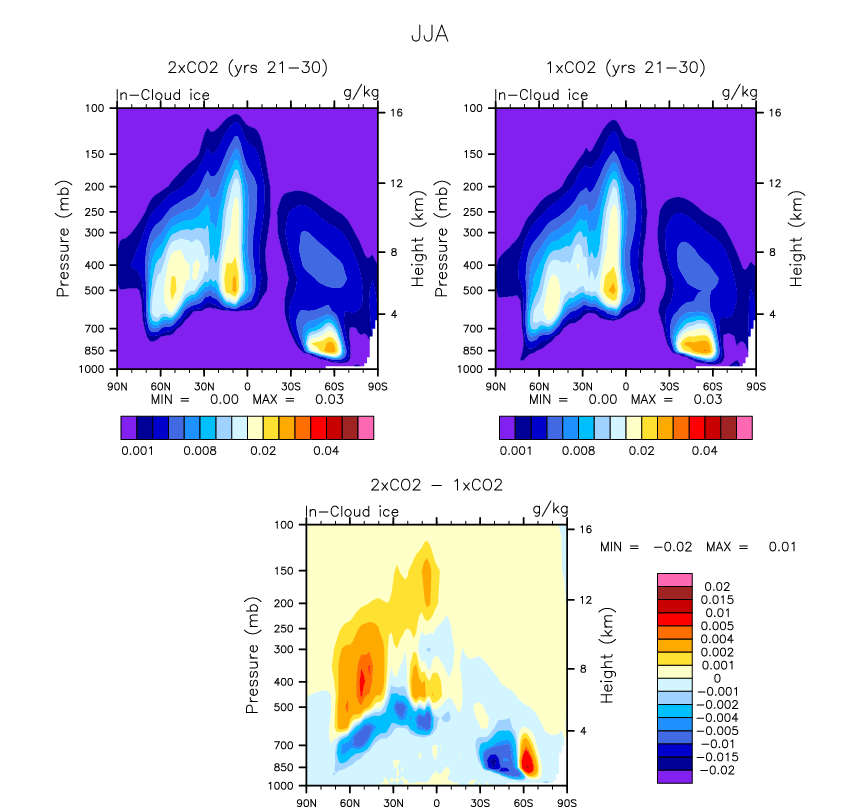 JJA
2xCO2 (yrs 21-30)
In-Cloud ice g/kg
100
150
200
250
300
400
500
700
850
1000
Pressure (mb)
16
12
8
4
Height (km)
90N 60N 30N 0 30S 60S 90S
MIN = 0.00 MAX = 0.03
0.001 0.008 0.02 0.04
1xCO2 (yrs 21-30)
In-Cloud ice g/kg
100
150
200
250
300
400
500
700
850
1000
Pressure (mb)
16
12
8
4
Height (km)
90N 60N 30N 0 30S 60S 90S
MIN = 0.00 MAX = 0.03
0.001 0.008 0.02 0.04
2xCO2 - 1xCO2
In-Cloud ice g/kg
100
150
200
250
300
400
500
700
850
1000
Pressure (mb)
16
12
8
4
Height (km)
90N 60N 30N 0 30S 60S 90S
MIN = -0.02 MAX = 0.01
0.02
0.015
0.01
0.005
0.004
0.002
0.001
0
-0.001
-0.002
-0.004
-0.005
-0.01
-0.015
-0.02